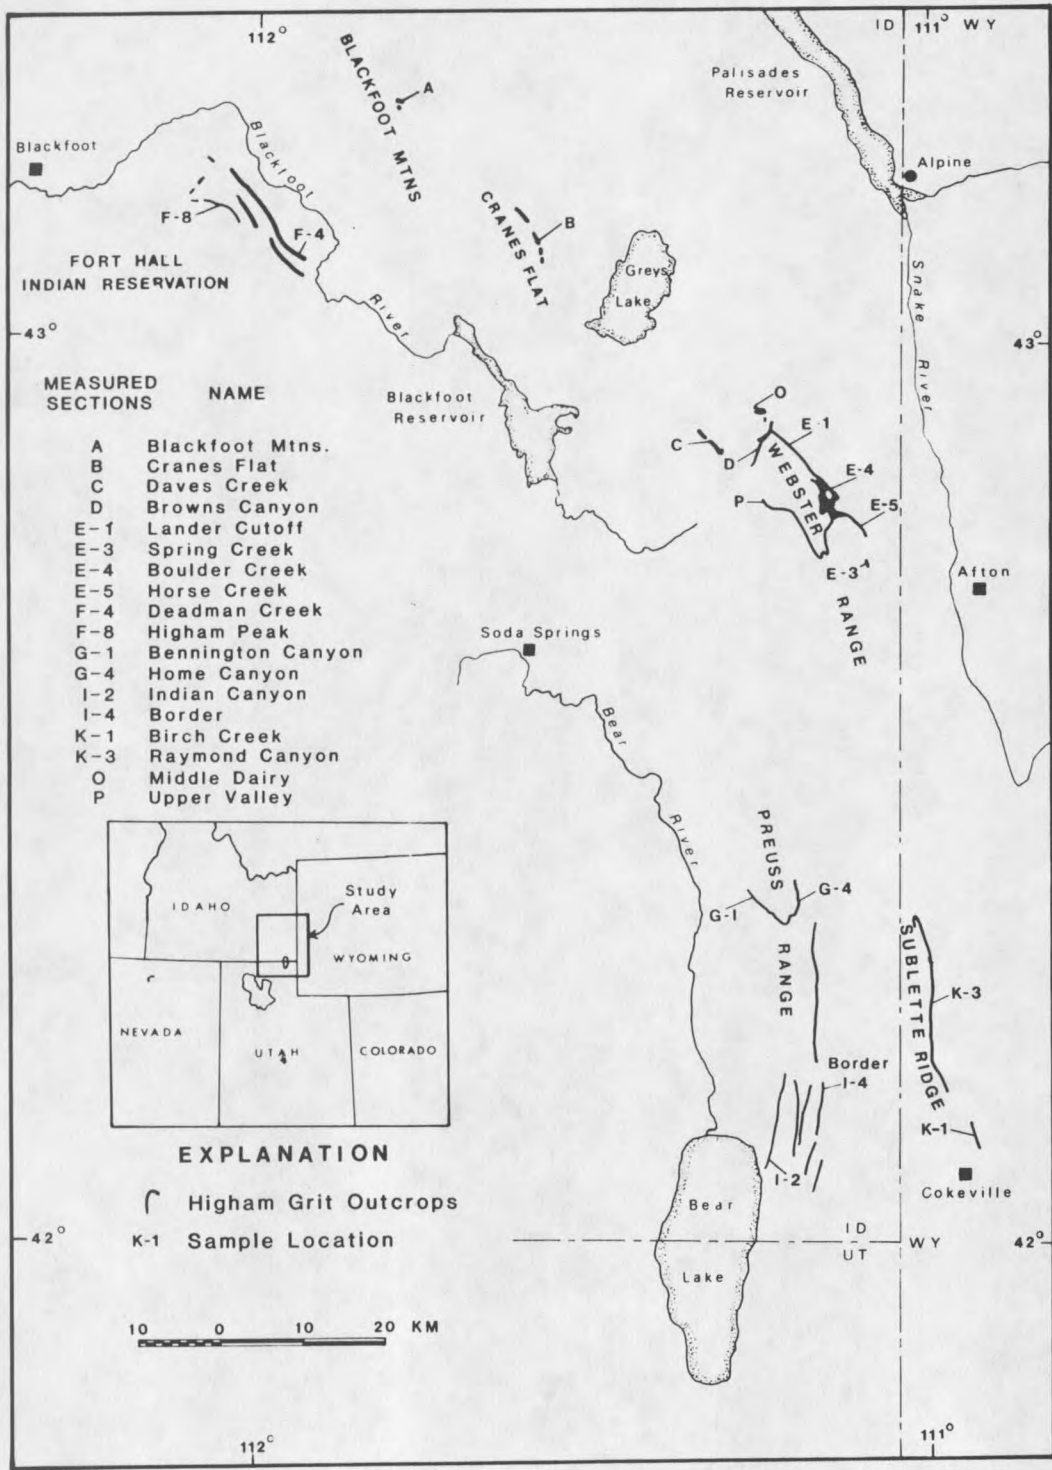 112°
ID 111° WY
BLACKFOOT MTNS
A
Palisades
Reservoir
Blackfoot
Blackfoot
Alpine
F-8
F-4
CRANES FLAT
B
FORT HALL
INDIAN RESERVATION
Greys
Lake
Snake
River
River
43°
43°
MEASURED
SECTIONS
NAME
Blackfoot
Reservoir
O
E-1
C
D
WEBSTER
E-4
P
E-5
E-3
RANGE
Afton
A Blackfoot Mtns.
B Cranes Flat
C Daves Creek
D Browns Canyon
E-1 Lander Cutoff
E-3 Spring Creek
E-4 Boulder Creek
E-5 Horse Creek
F-4 Deadman Creek
F-8 Higham Peak
G-1 Bennington Canyon
G-4 Home Canyon
I-2 Indian Canyon
I-4 Border
K-1 Birch Creek
K-3 Raymond Canyon
O Middle Dairy
P Upper Valley
Soda Springs
Bear
River
PREUSS
G-1
G-4
RANGE
SUBLETTE RIDGE
K-3
Border
I-4
K-1
I-2
Cokeville
IDAHO
Study
Area
WYOMING
NEVADA
UTAH
COLORADO
EXPLANATION
Higham Grit Outcrops
K-1 Sample Location
Bear
Lake
ID
UT
WY
42°
42°
10 0 10 20 KM
112°
111°